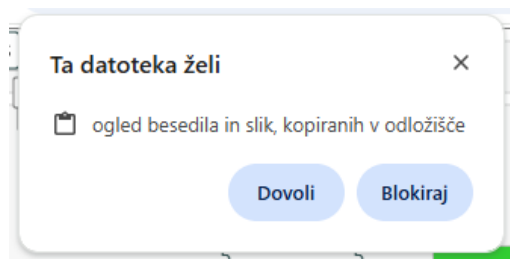 Ta datoteka želi
ogled besedila in slik, kopiranih v odložišče
Dovoli
Blokiraj